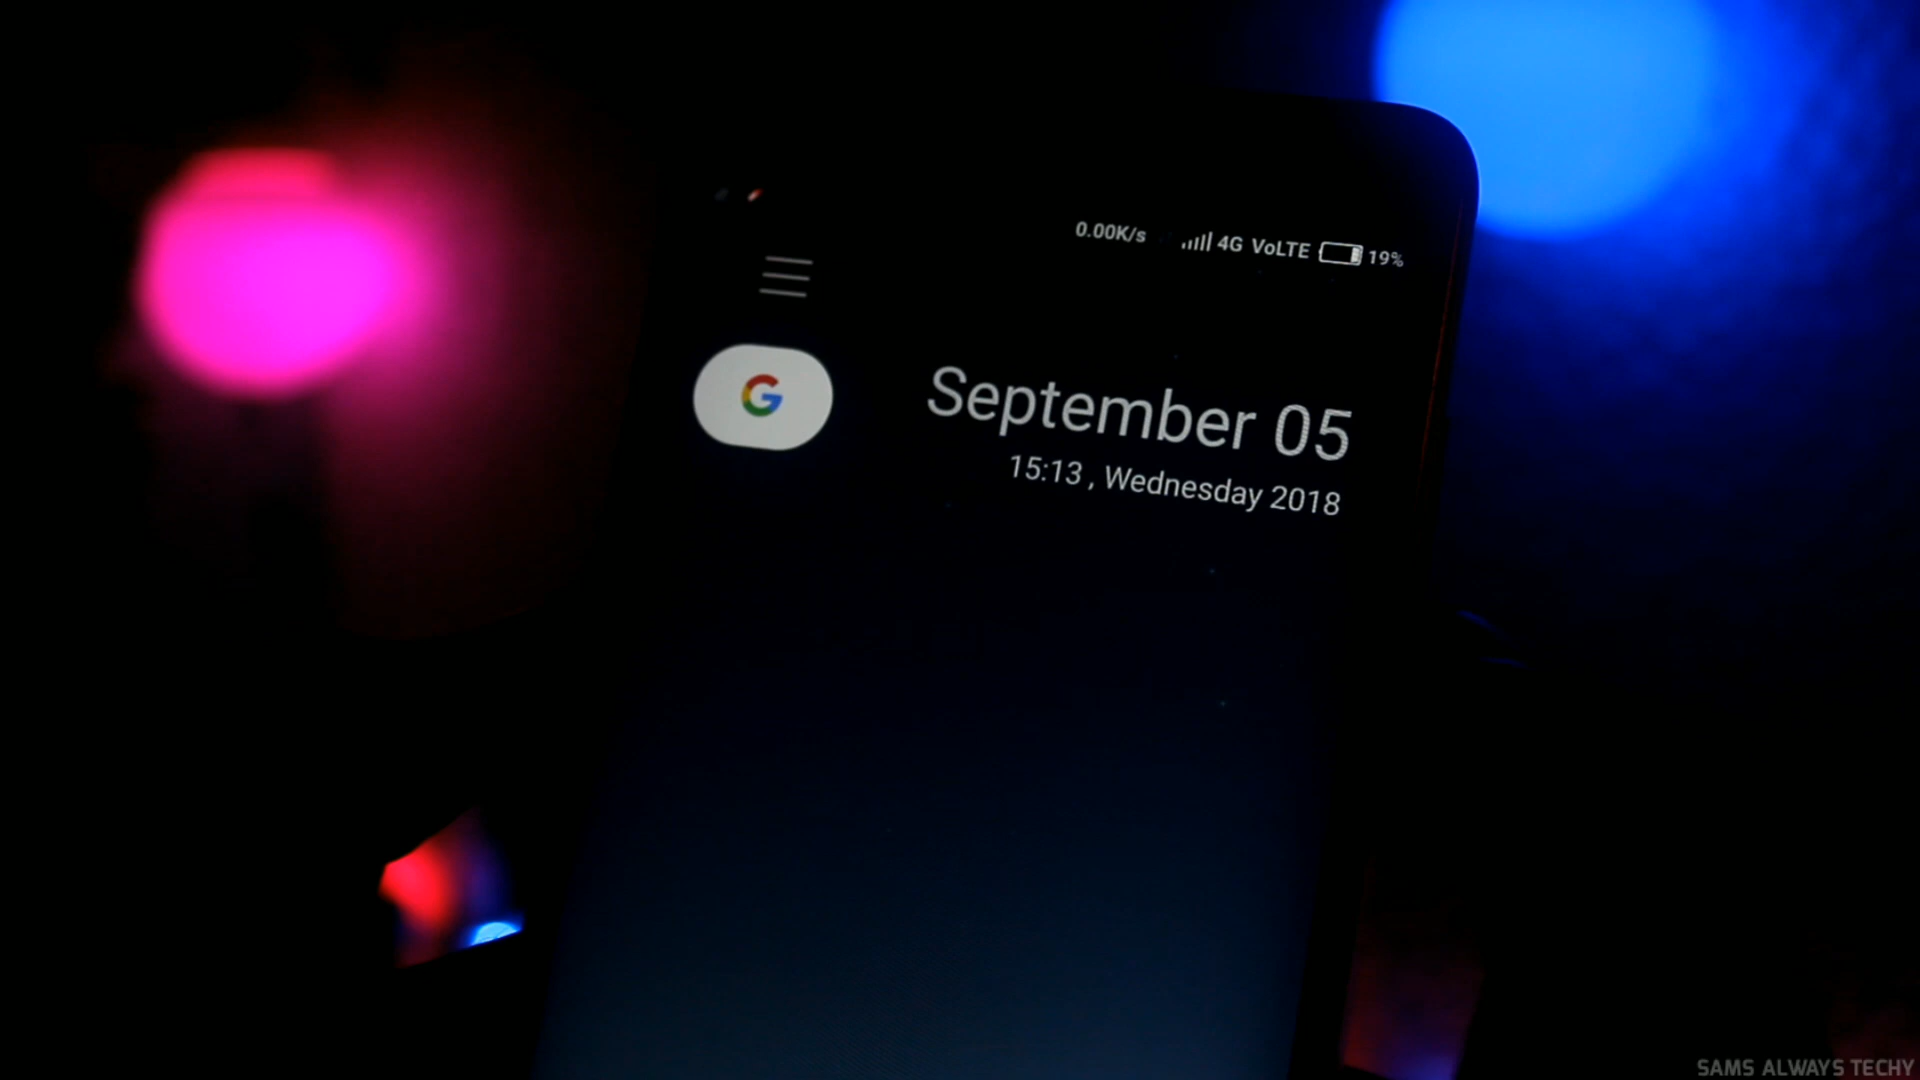 0.00K/s 4G VoLTE 19%
G
September 05
15:13 , Wednesday 2018
SAMS ALWAYS TECHY